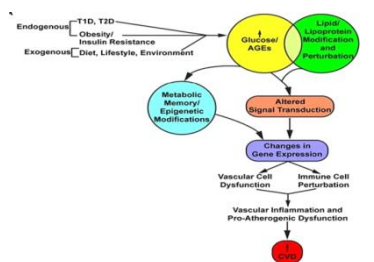 Endogenous
T1D, T2D
Obesity/
Insulin Resistance
Exogenous
Diet, Lifestyle, Environment
↑
Glucose/
AGEs
Lipid/
Lipoprotein
Modification
and
Perturbation
Metabolic
Memory/
Epigenetic
Modifications
Altered
Signal Transduction
Changes in
Gene Expression
Vascular Cell
Dysfunction
Immune Cell
Perturbation
Vascular Inflammation and
Pro-Atherogenic Dysfunction
↑
CVD